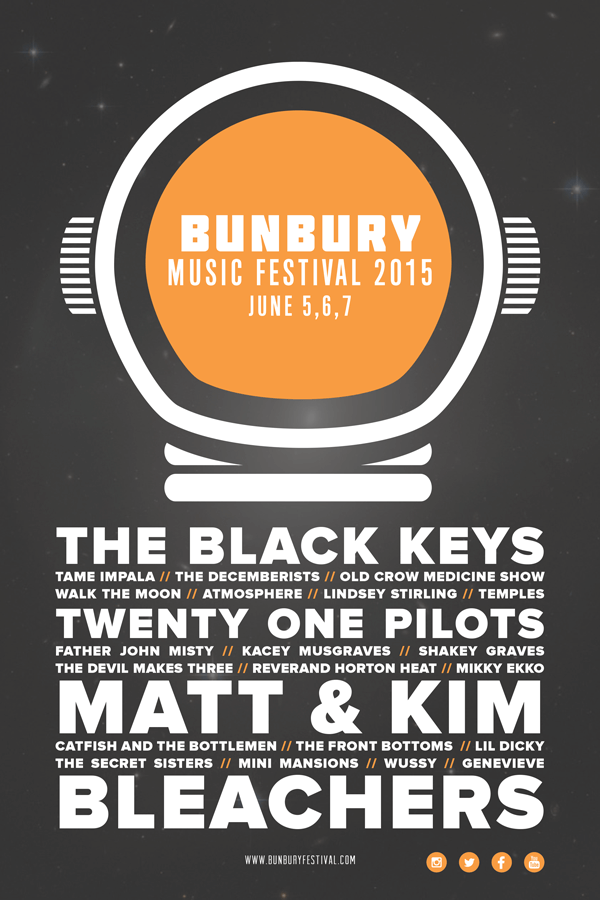 BUNBURY
MUSIC FESTIVAL 2015
JUNE 5,6,7
THE BLACK KEYS
TAME IMPALA // THE DECEMBERISTS // OLD CROW MEDICINE SHOW
WALK THE MOON // ATMOSPHERE // LINDSEY STIRLING // TEMPLES
TWENTY ONE PILOTS
FATHER JOHN MISTY // KACEY MUSGRAVES // SHAKEY GRAVES
THE DEVIL MAKES THREE // REVERAND HORTON HEAT // MIKKY EKKO
MATT & KIM
CATFISH AND THE BOTTLEMEN // THE FRONT BOTTOMS // LIL DICKY
THE SECRET SISTERS // MINI MANSIONS // WUSSY // GENEVIEVE
BLEACHERS
WWW.BUNBURYFESTIVAL.COM